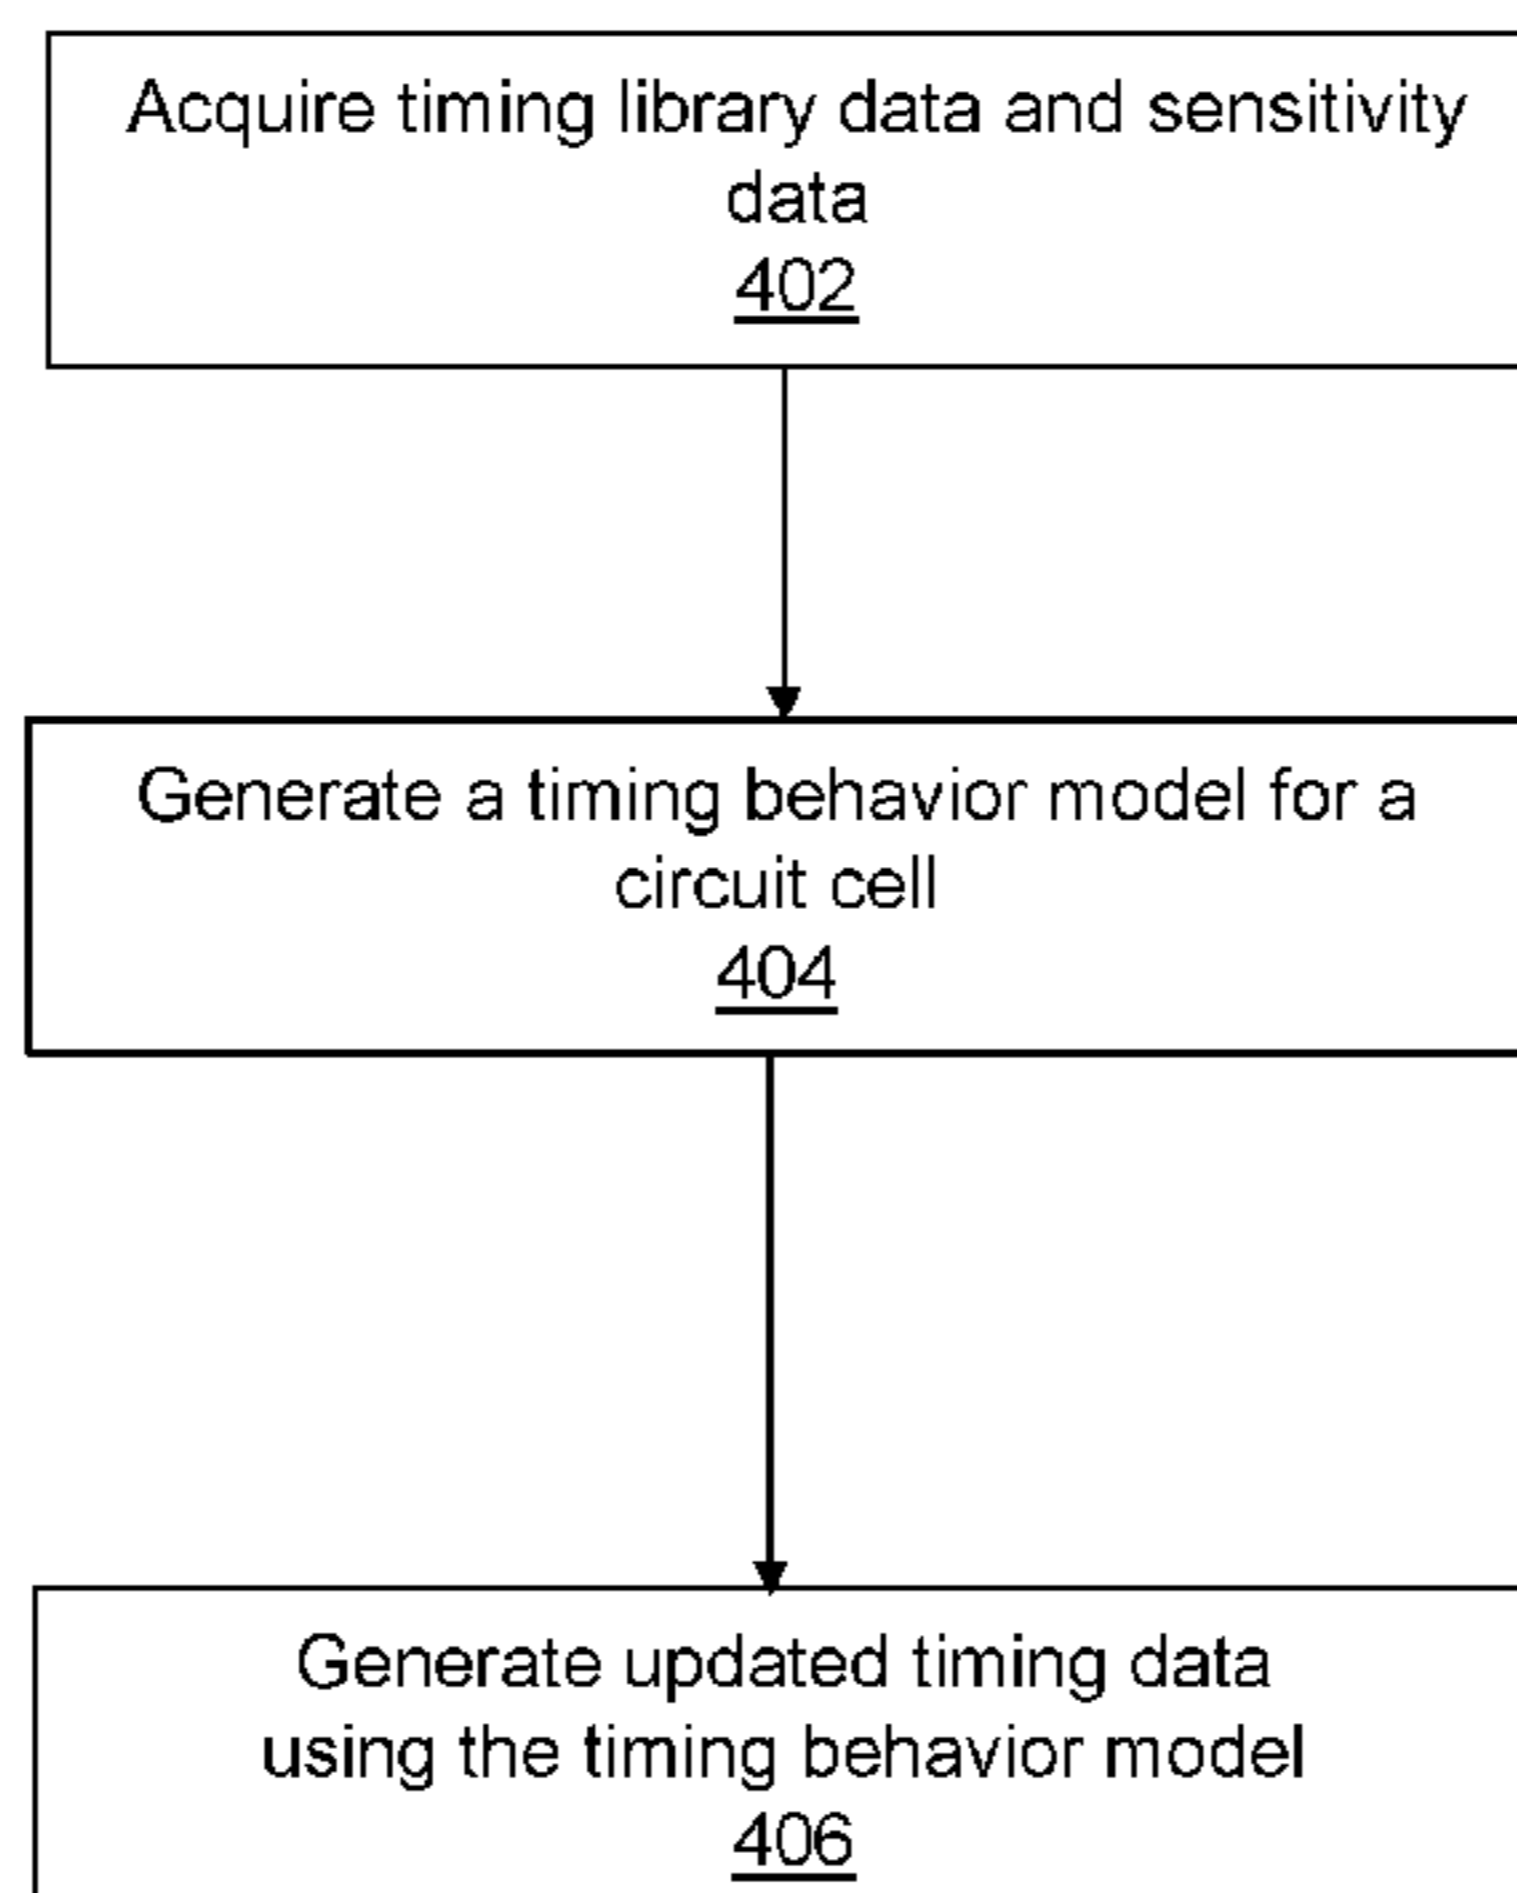 Acquire timing library data and sensitivity
data
402
Generate a timing behavior model for a
circuit cell
404
Generate updated timing data
using the timing behavior model
406